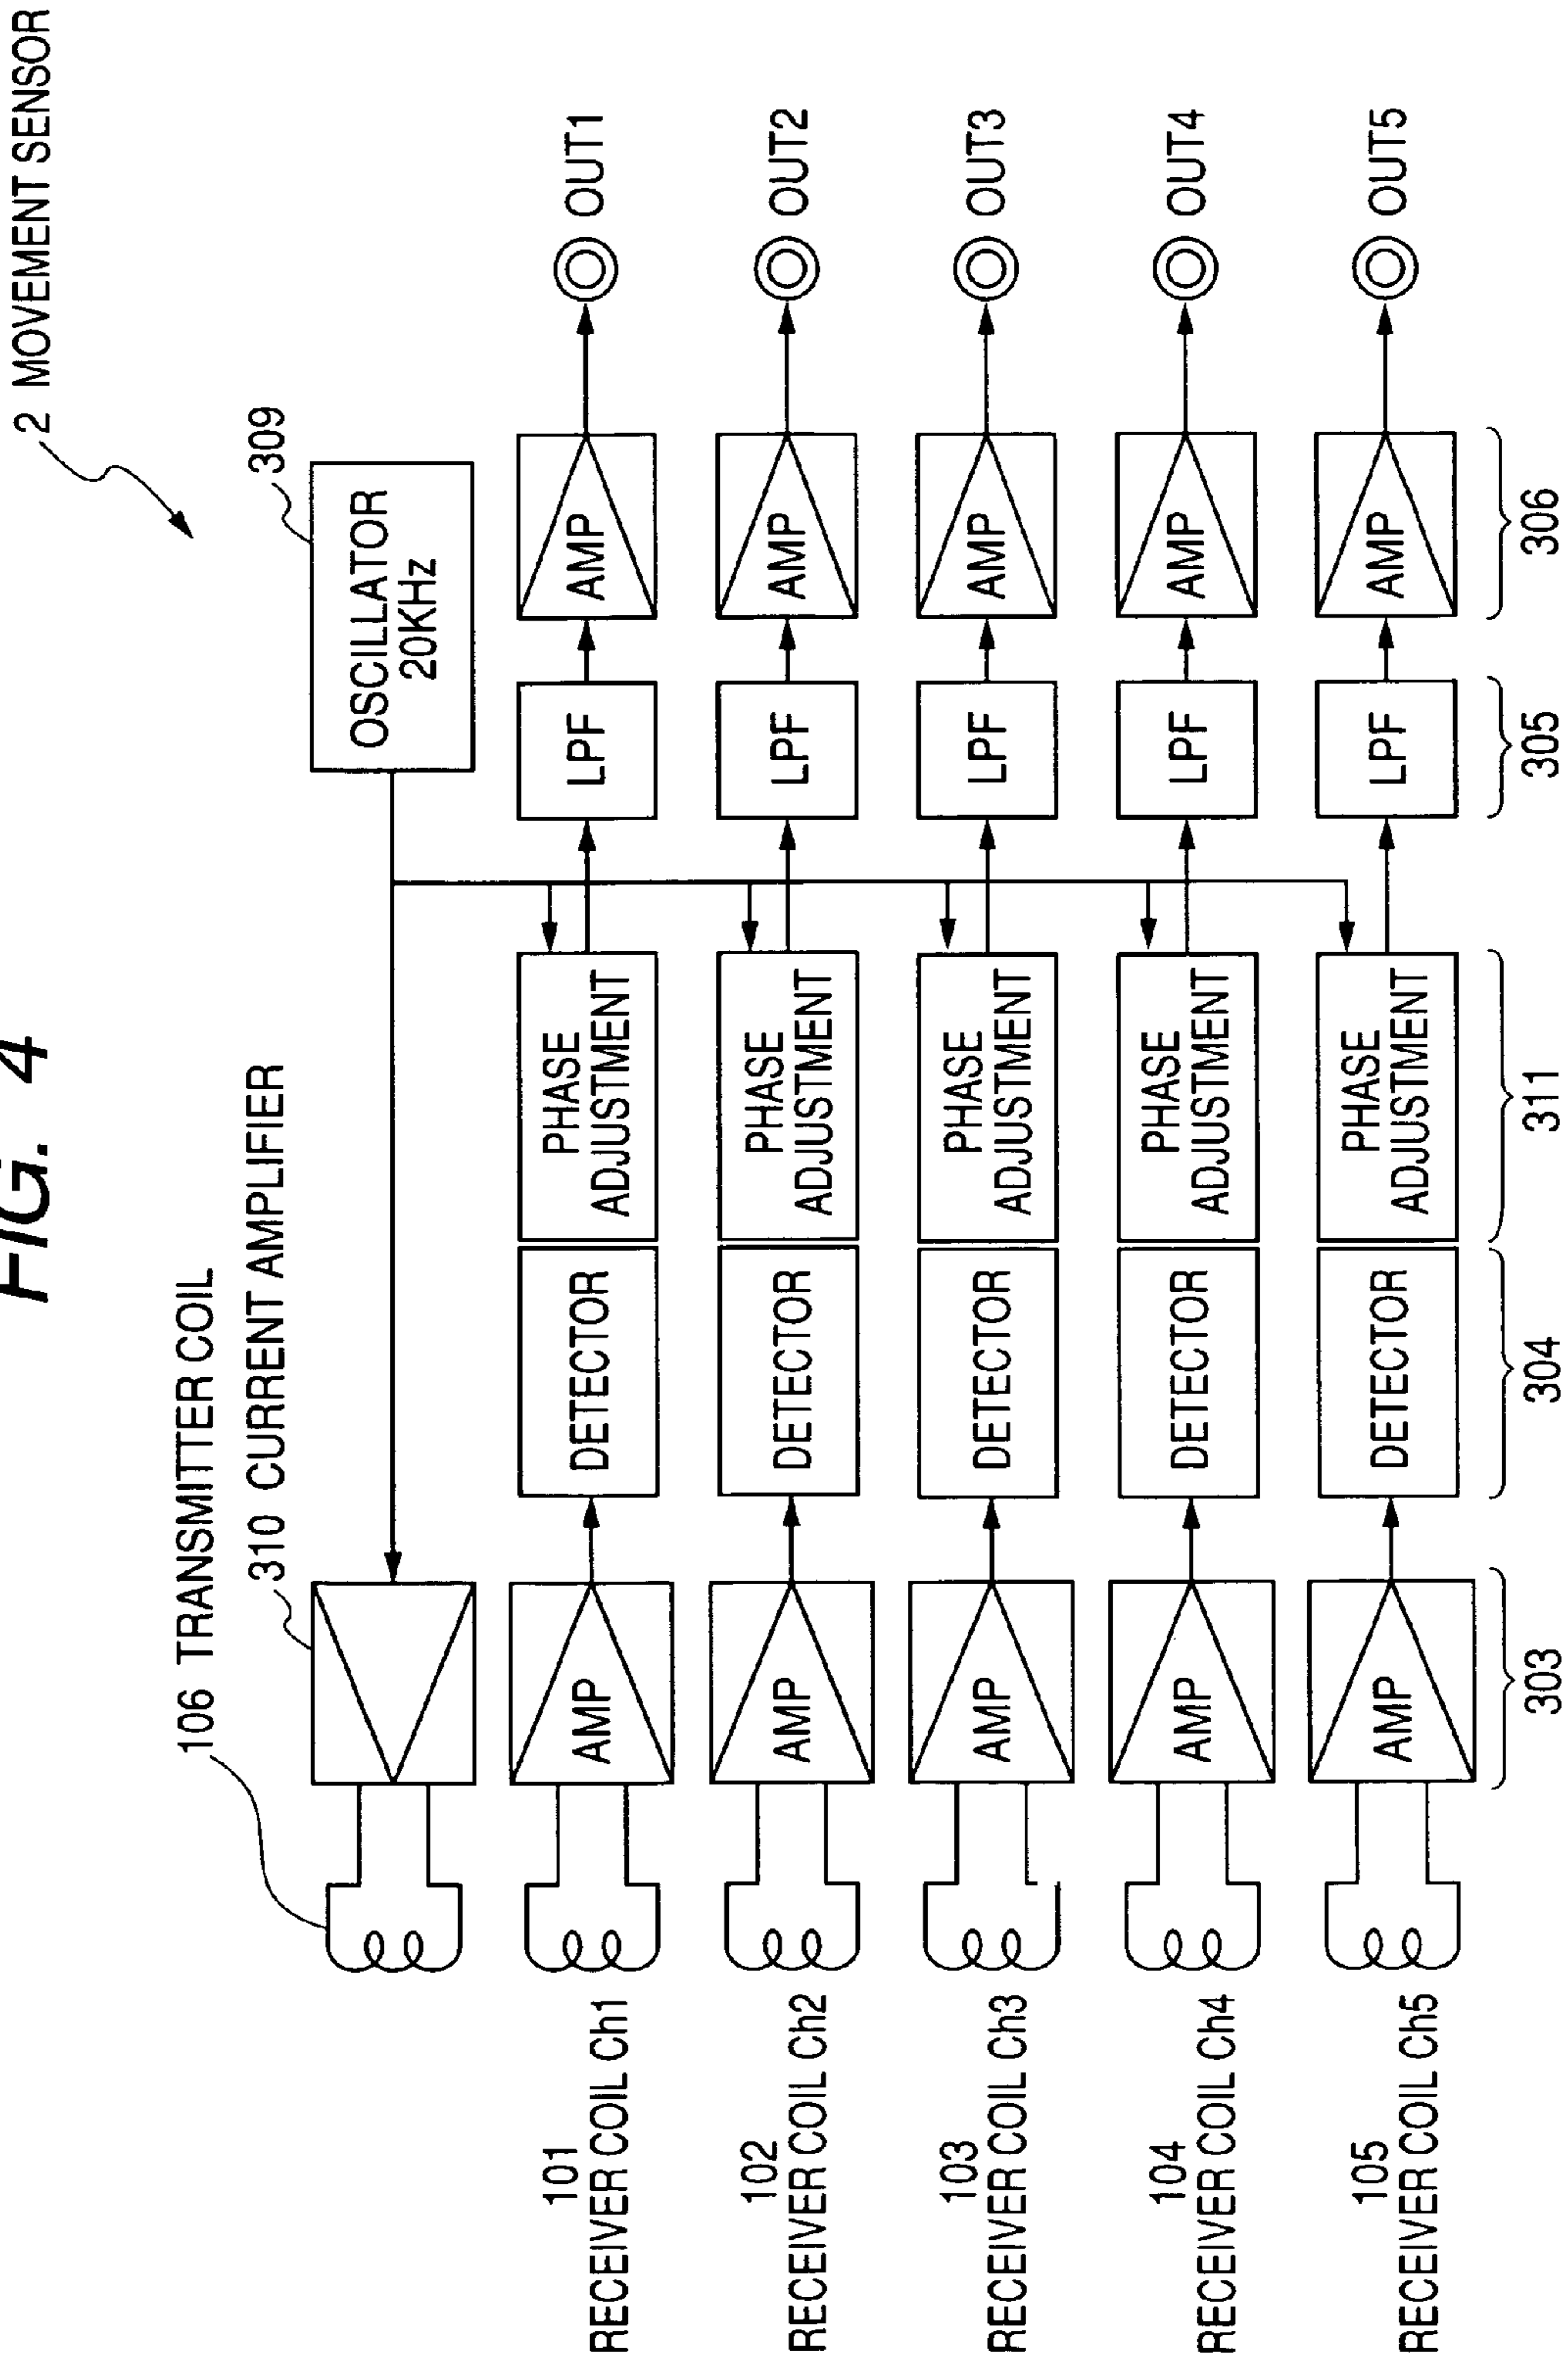 FIG. 4
2 MOVEMENT SENSOR
106 TRANSMITTER COIL
310 CURRENT AMPLIFIER
309
OSCILLATOR
20KHz
101
RECEIVER COIL Ch1
AMP
DETECTOR
PHASE
ADJUSTMENT
LPF
AMP
OUT1
102
RECEIVER COIL Ch2
AMP
DETECTOR
PHASE
ADJUSTMENT
LPF
AMP
OUT2
103
RECEIVER COIL Ch3
AMP
DETECTOR
PHASE
ADJUSTMENT
LPF
AMP
OUT3
104
RECEIVER COIL Ch4
AMP
DETECTOR
PHASE
ADJUSTMENT
LPF
AMP
OUT4
105
RECEIVER COIL Ch5
AMP
DETECTOR
PHASE
ADJUSTMENT
LPF
AMP
OUT5
303
304
311
305
306